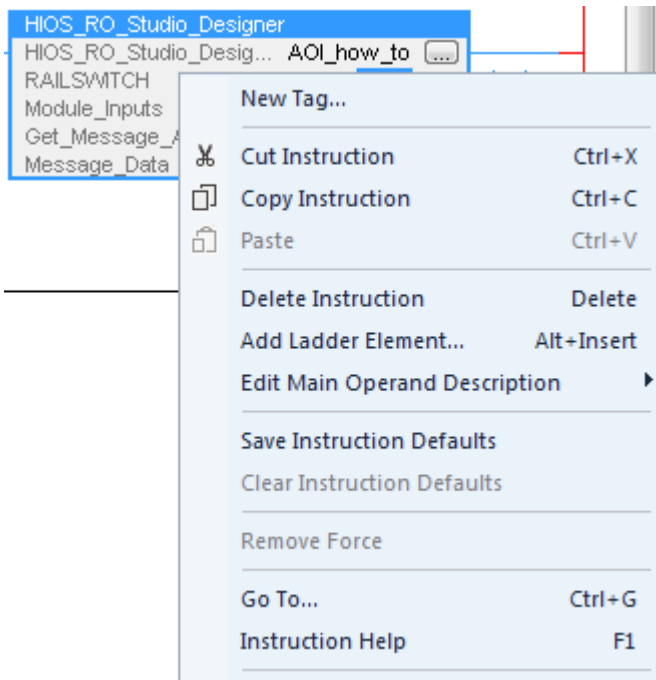 HIOS_RO_Studio_Designer
HIOS_RO_Studio_Desig... AOI_how_to ...
RAILSWITCH
Module_Inputs
Get_Message_
Message_Data
New Tag...
Cut Instruction Ctrl+X
Copy Instruction Ctrl+C
Paste Ctrl+V
Delete Instruction Delete
Add Ladder Element... Alt+Insert
Edit Main Operand Description
Save Instruction Defaults
Clear Instruction Defaults
Remove Force
Go To... Ctrl+G
Instruction Help F1